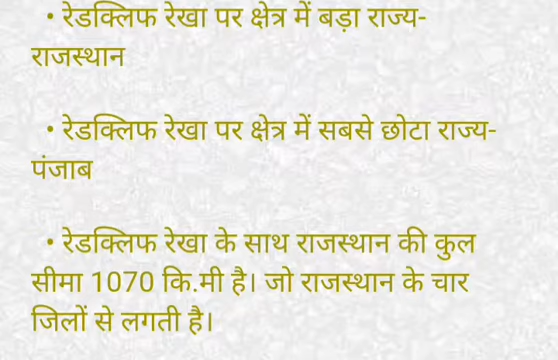 • रेडक्लिफ रेखा पर क्षेत्र में बड़ा राज्य-
राजस्थान
• रेडक्लिफ रेखा पर क्षेत्र में सबसे छोटा राज्य-
पंजाब
• रेडक्लिफ रेखा के साथ राजस्थान की कुल
सीमा 1070 कि.मी है। जो राजस्थान के चार
जिलों से लगती है।